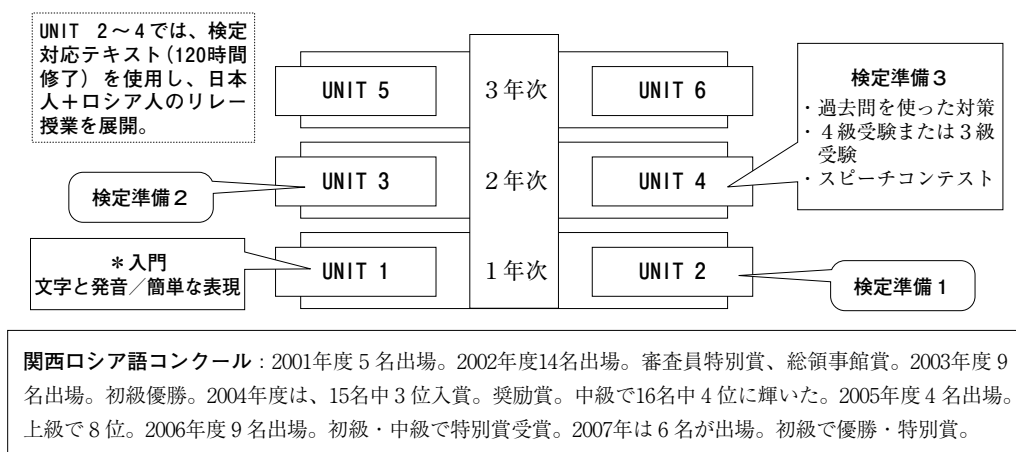 UNIT 2～4では、検定
対応テキスト(120時間
修了)を使用し、日本
人＋ロシア人のリレー
授業を展開。
UNIT 5
3年次
UNIT 6
検定準備3
・過去問を使った対策
・4級受験または3級
受験
・スピーチコンテスト
UNIT 3
2年次
UNIT 4
検定準備2
＊入門
文字と発音／簡単な表現
UNIT 1
1年次
UNIT 2
検定準備1
関西ロシア語コンクール：2001年度5名出場。2002年度14名出場。審査員特別賞、総領事館賞。2003年度9
名出場。初級優勝。2004年度は、15名中3位入賞。奨励賞。中級で16名中4位に輝いた。2005年度4名出場。
上級で8位。2006年度9名出場。初級・中級で特別賞受賞。2007年は6名が出場。初級で優勝・特別賞。